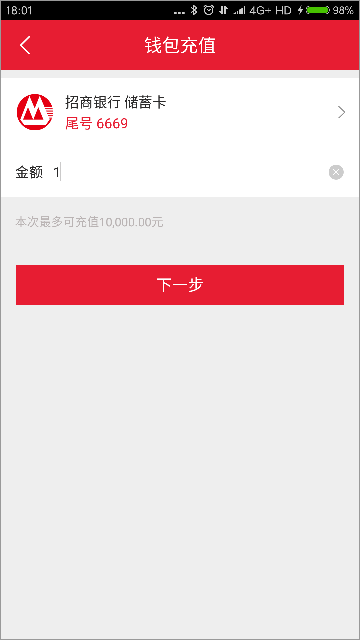 18:01 ... 4G+ HD 98%
钱包充值
招商银行 储蓄卡
尾号 6669
金额 1
本次最多可充值10,000.00元
下一步